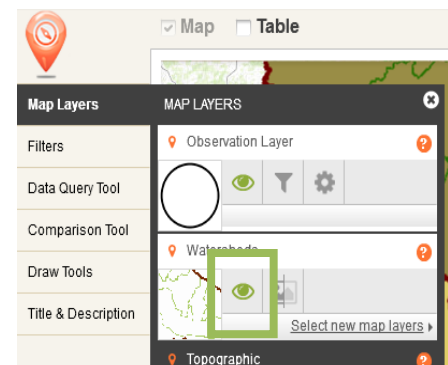 Map Table
Map Layers
Filters
Data Query Tool
Comparison Tool
Draw Tools
Title & Description
MAP LAYERS
Observation Layer
?
Watersheds
?
Select new map layers
Topographic
?